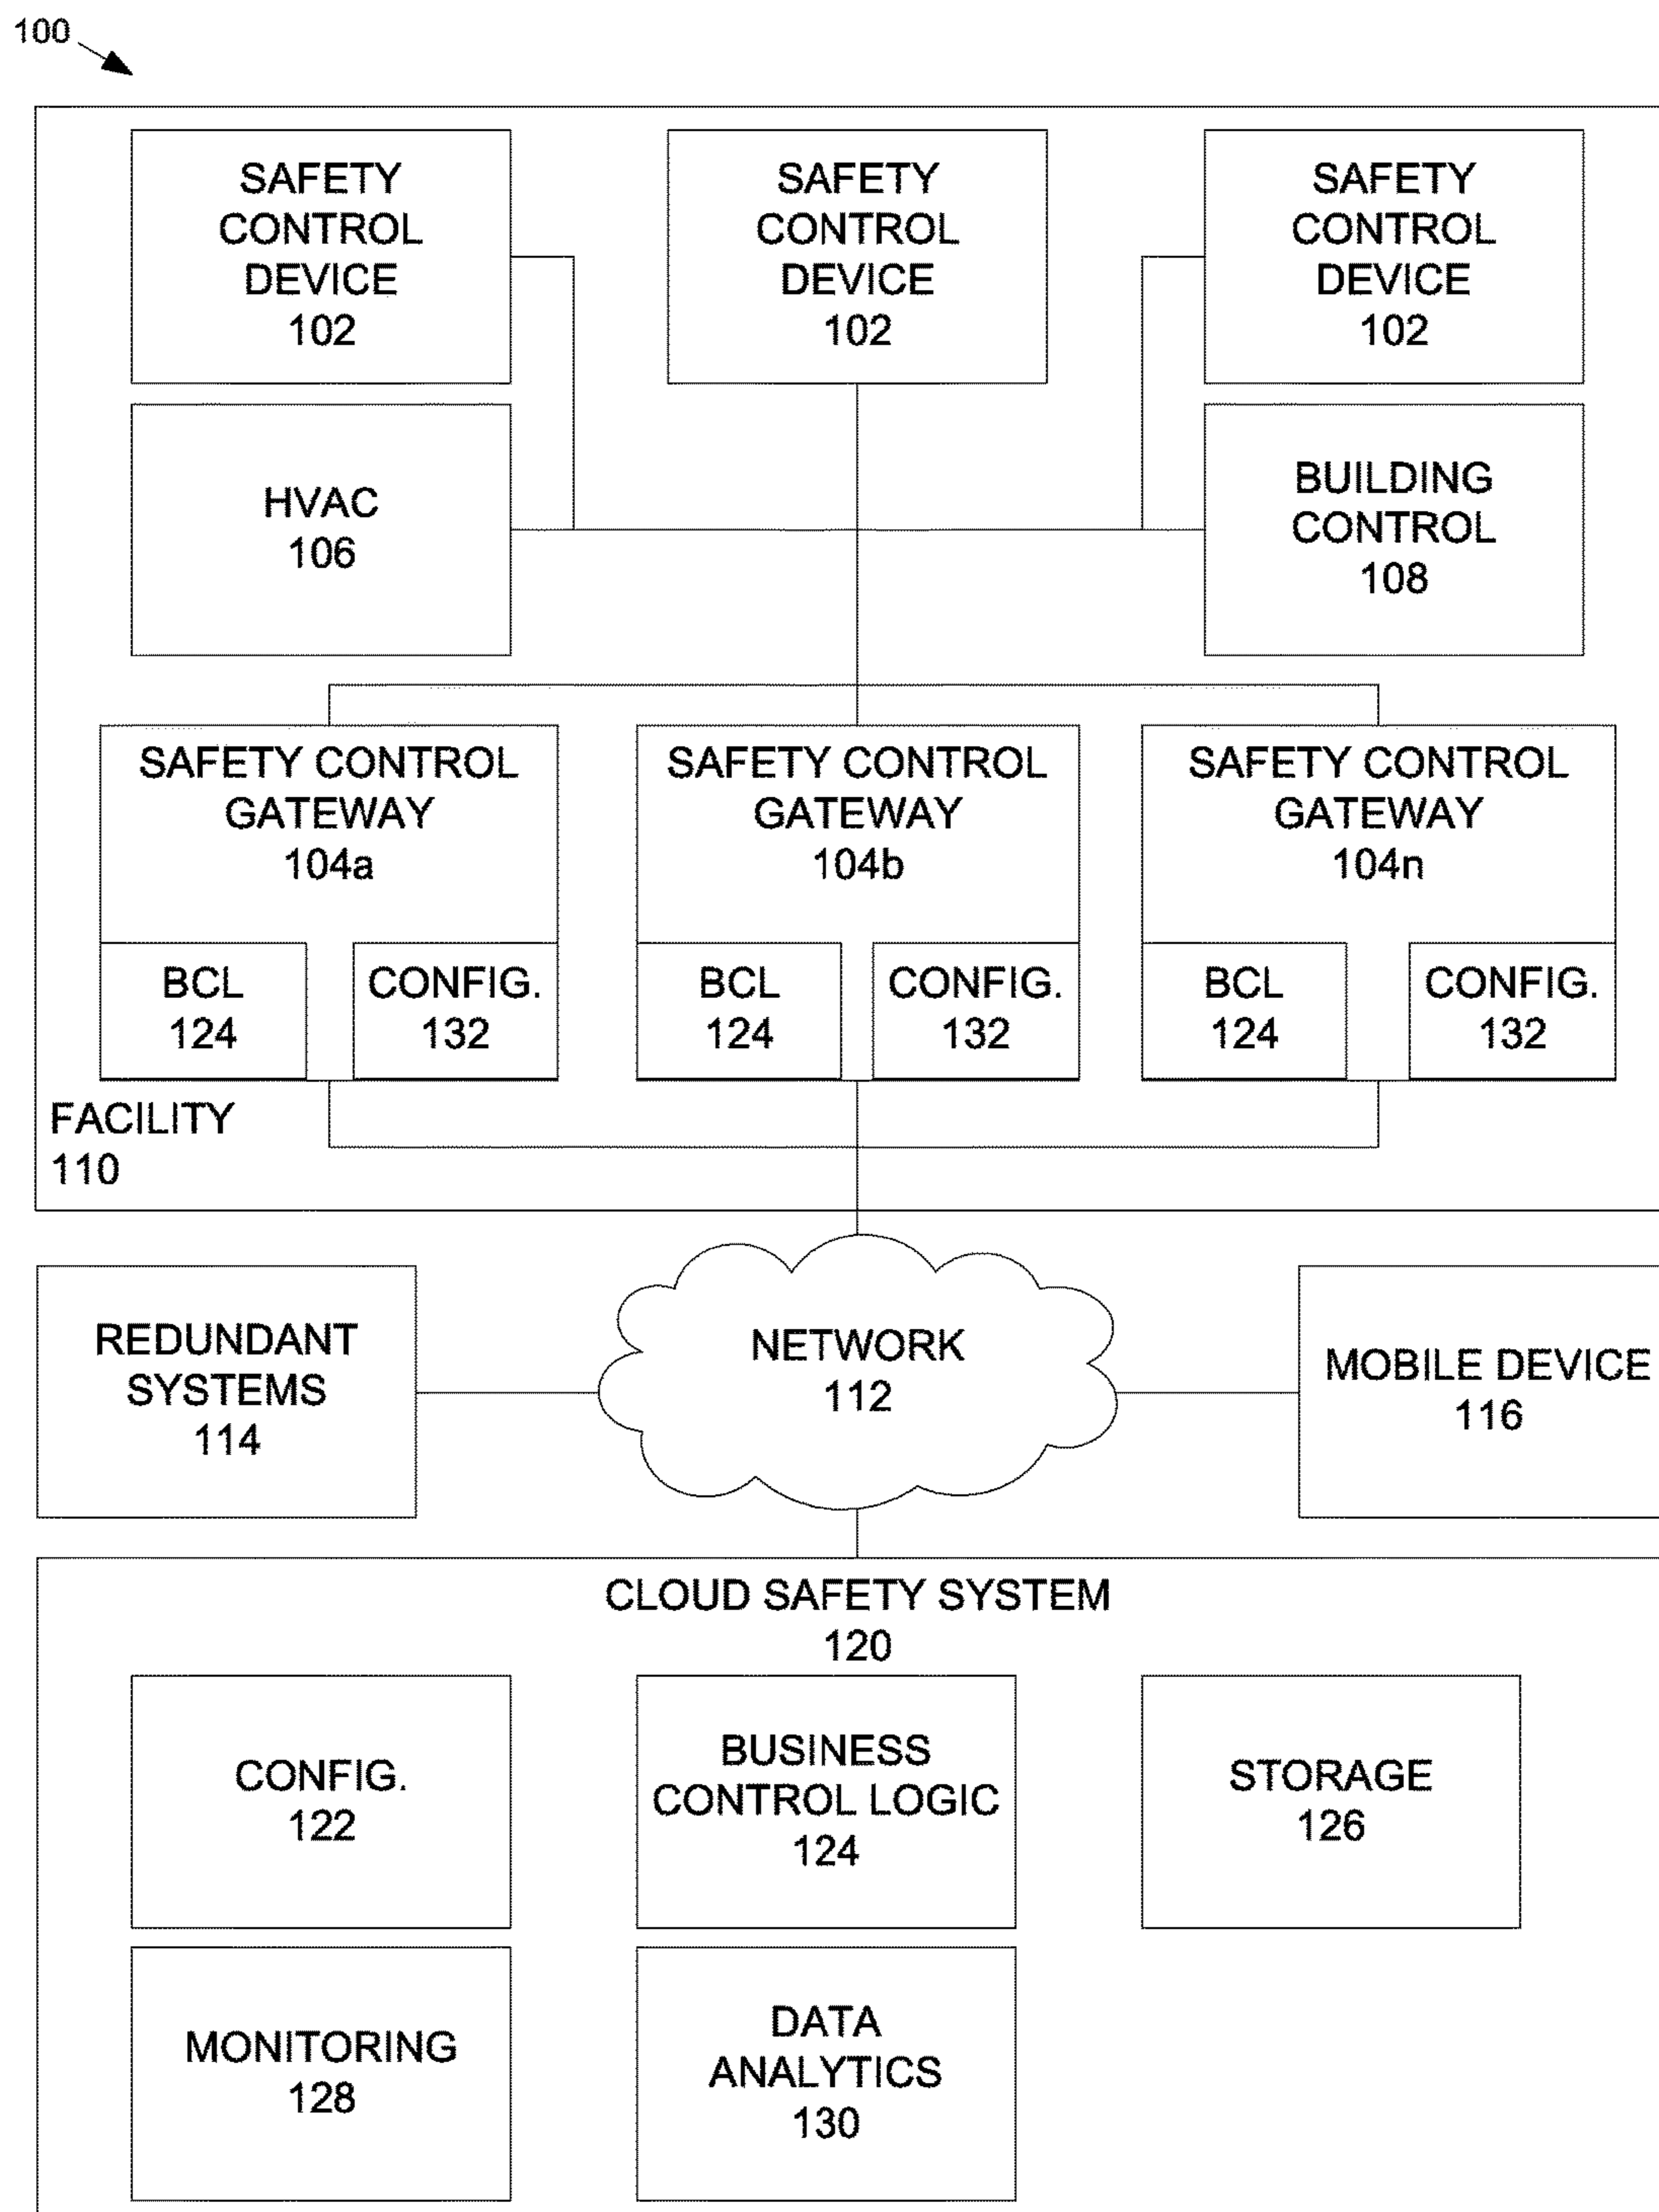 100
SAFETY
CONTROL
DEVICE
102
SAFETY
CONTROL
DEVICE
102
SAFETY
CONTROL
DEVICE
102
HVAC
106
BUILDING
CONTROL
108
SAFETY CONTROL
GATEWAY
104a
BCL
124
CONFIG.
132
SAFETY CONTROL
GATEWAY
104b
BCL
124
CONFIG.
132
SAFETY CONTROL
GATEWAY
104n
BCL
124
CONFIG.
132
FACILITY
110
REDUNDANT
SYSTEMS
114
NETWORK
112
MOBILE DEVICE
116
CLOUD SAFETY SYSTEM
120
CONFIG.
122
BUSINESS
CONTROL LOGIC
124
STORAGE
126
MONITORING
128
DATA
ANALYTICS
130